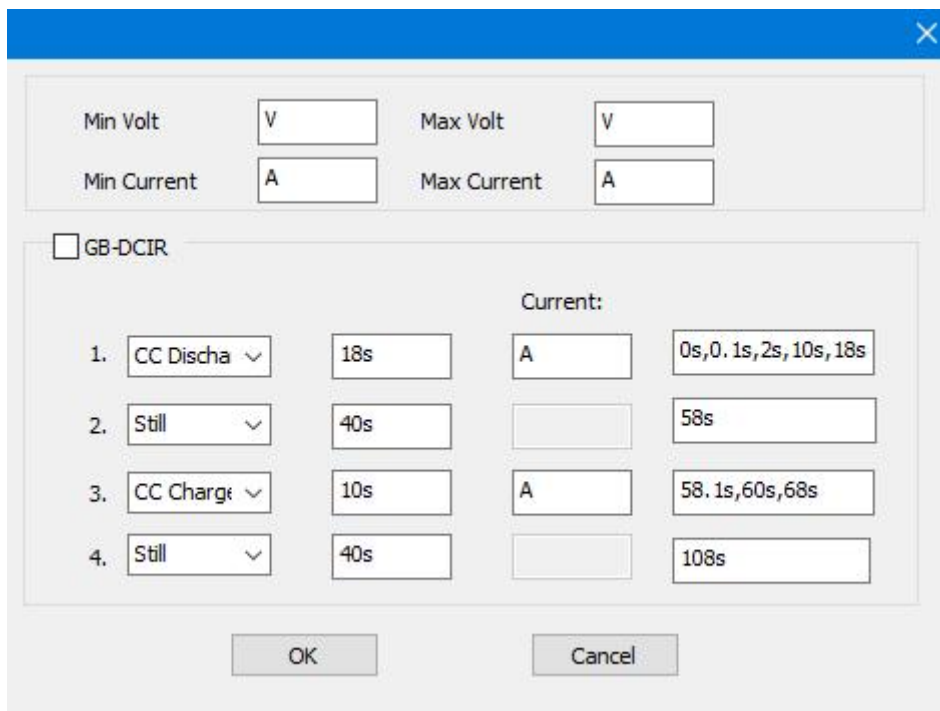 Min Volt V Max Volt V
Min Current A Max Current A
GB-DCIR
Current:
1. CC Discha 18s A 0s,0.1s,2s,10s,18s
2. Still 40s 58s
3. CC Charge 10s A 58.1s,60s,68s
4. Still 40s 108s
OK Cancel